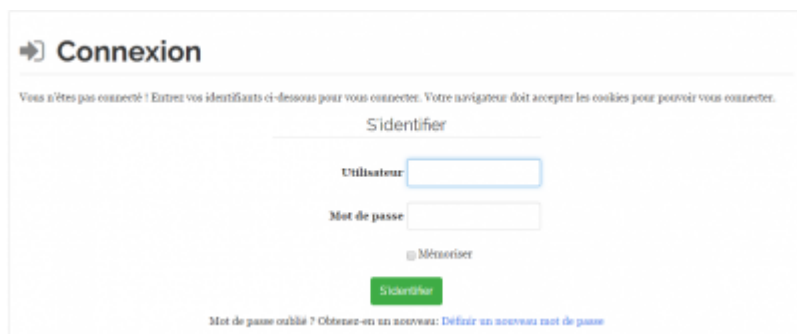 Connexion
Vous n'êtes pas connecté ! Entrez vos identifiants ci-dessous pour vous connecter. Votre navigateur doit accepter les cookies pour pouvoir vous connecter.
S'identifier
Utilisateur
Mot de passe
Mémoriser
S'identifier
Mot de passe oublié ? Obtenez-en un nouveau: Définir un nouveau mot de passe